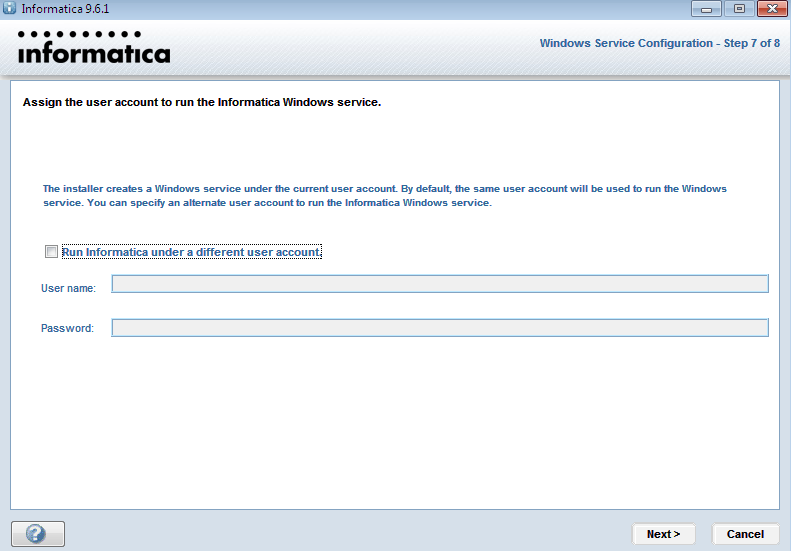 Informatica 9.6.1
informatica
Windows Service Configuration - Step 7 of 8
Assign the user account to run the Informatica Windows service.
The installer creates a Windows service under the current user account. By default, the same user account will be used to run the Windows
service. You can specify an alternate user account to run the Informatica Windows service.
Run Informatica under a different user account.
User name:
Password:
?
Next >
Cancel